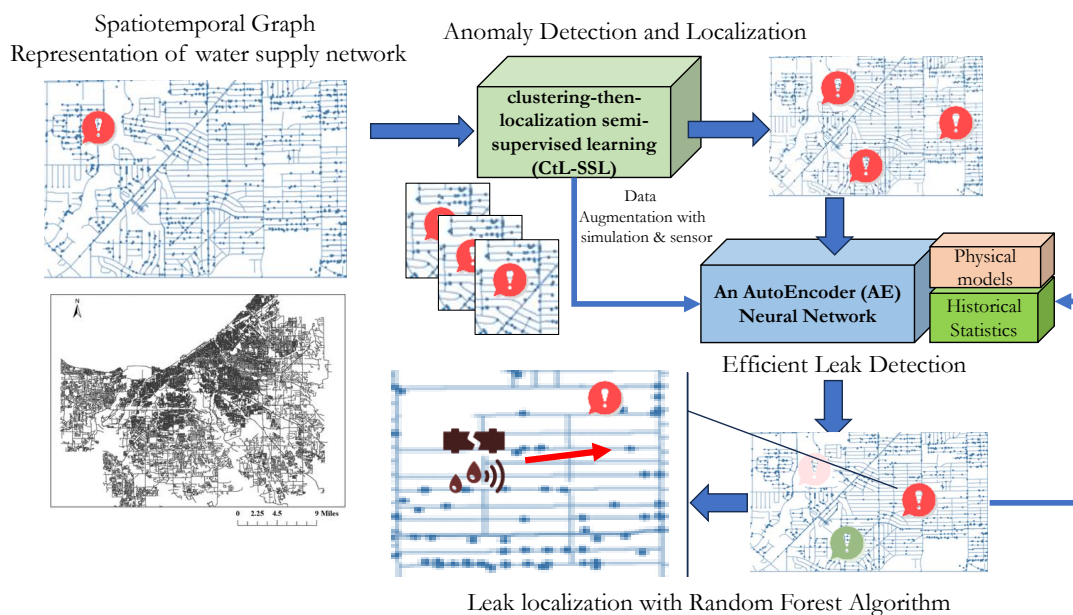 Spatiotemporal Graph
Representation of water supply network
Anomaly Detection and Localization
clustering-then-
localization semi-
supervised learning
(CtL-SSL)
Data
Augmentation with
simulation & sensor
An AutoEncoder (AE)
Neural Network
Physical
models
Historical
Statistics
Efficient Leak Detection
N
0 2.25 4.5 9 Miles
Leak localization with Random Forest Algorithm